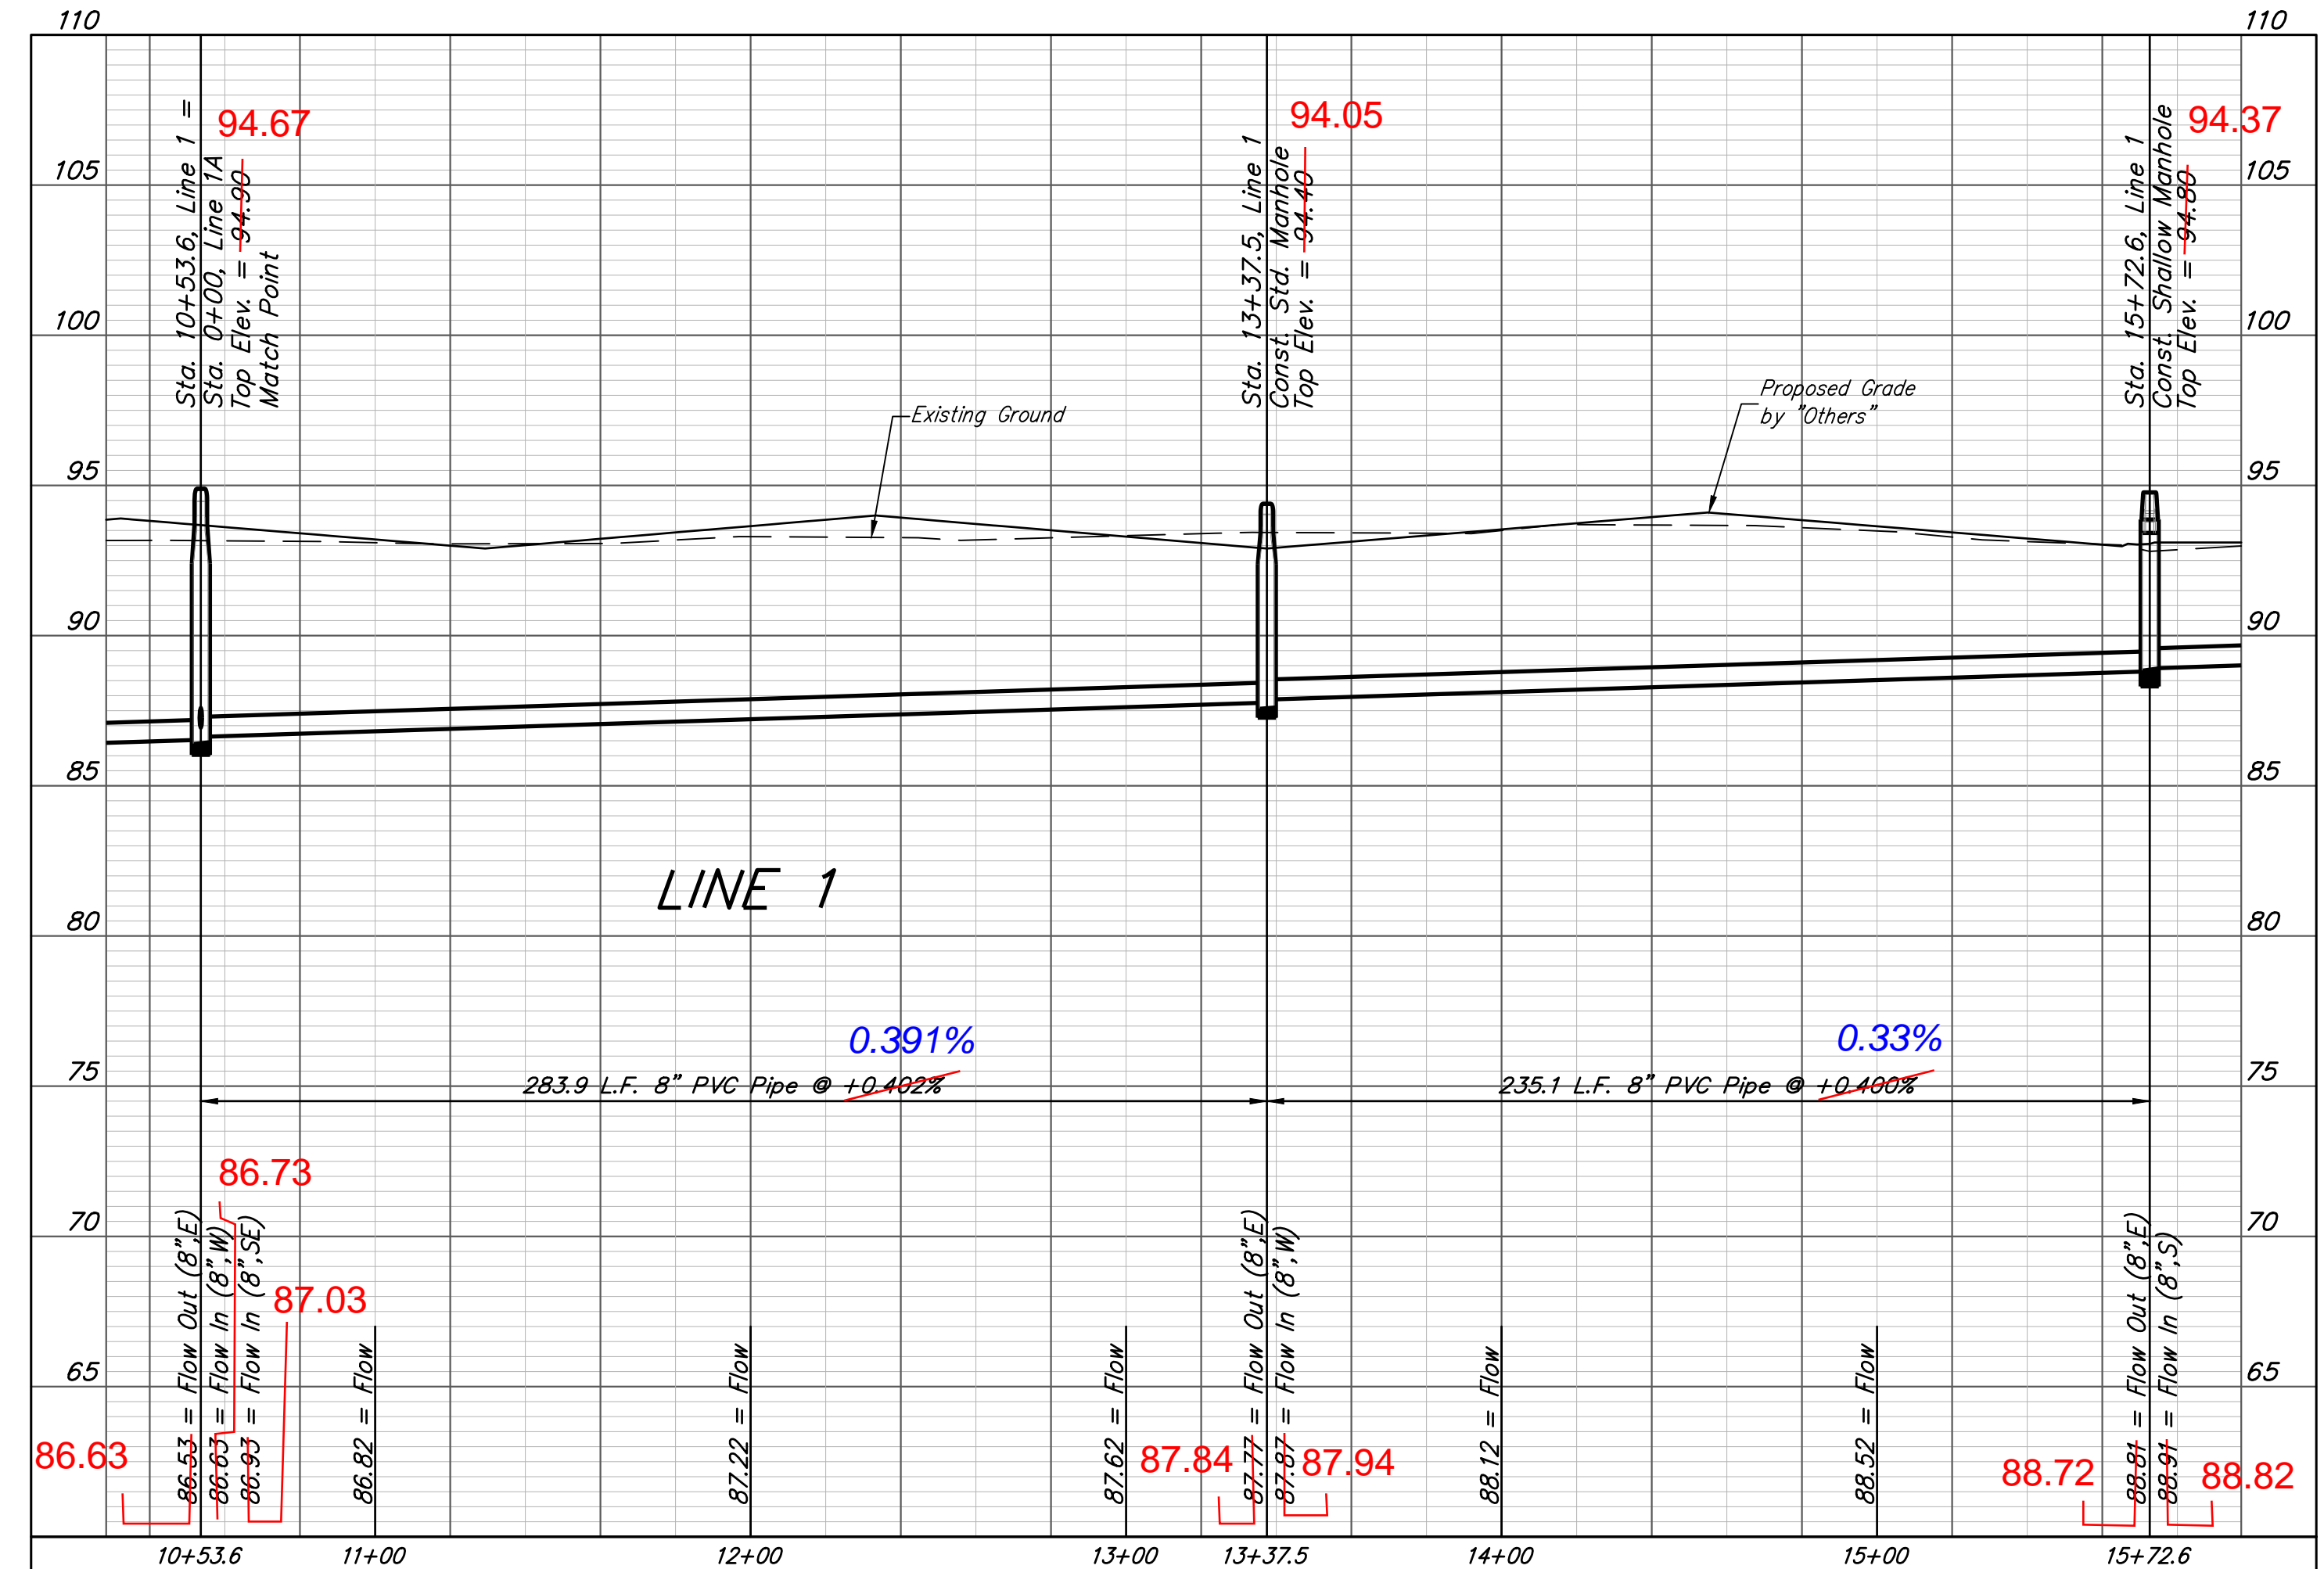 110
110
105
105
100
100
95
95
90
90
85
85
80
80
75
75
70
70
65
65
Sta. 10+53.6, Line 1 =
Sta. 0+00, Line 1A
Top Elev. = 94.90
Match Point
94.67
Sta. 13+37.5, Line 1
Const. Std. Manhole
Top Elev. = 94.40
94.05
Sta. 15+72.6, Line 1
Const. Shallow Manhole
Top Elev. = 94.80
94.37
Existing Ground
Proposed Grade
by "Others"
LINE 1
0.391%
283.9 L.F. 8" PVC Pipe @ +0.402%
0.33%
235.1 L.F. 8" PVC Pipe @ +0.400%
86.73
87.03
86.63
86.53 = Flow Out (8",E)
86.63 = Flow In (8",W)
86.93 = Flow In (8",SE)
86.82 = Flow
87.22 = Flow
87.62 = Flow
87.84
87.77 = Flow Out (8",E)
87.87 = Flow In (8",W)
87.94
88.12 = Flow
88.52 = Flow
88.72
88.81 = Flow Out (8",E)
88.91 = Flow In (8",S)
88.82
10+53.6
11+00
12+00
13+00
13+37.5
14+00
15+00
15+72.6